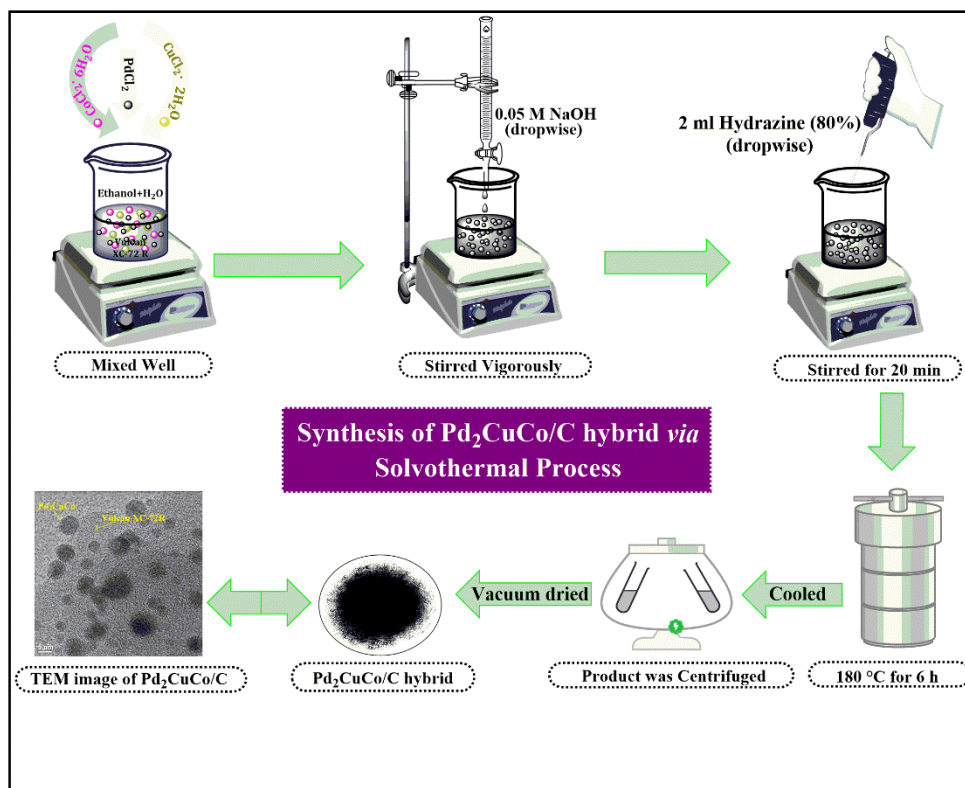 CoCl₂· 6H₂O
PdCl₂
CuCl₂· 2H₂O
Ethanol+H₂O
Vulcan
XC-72 R
Mixed Well
0.05 M NaOH
(dropwise)
Stirred Vigorously
2 ml Hydrazine (80%)
(dropwise)
Stirred for 20 min
Synthesis of Pd₂CuCo/C hybrid via
Solvothermal Process
180 °C for 6 h
Cooled
Product was Centrifuged
Vacuum dried
Pd₂CuCo/C hybrid
Pd₂CuCo
Vulcan XC-72R
5 nm
TEM image of Pd₂CuCo/C